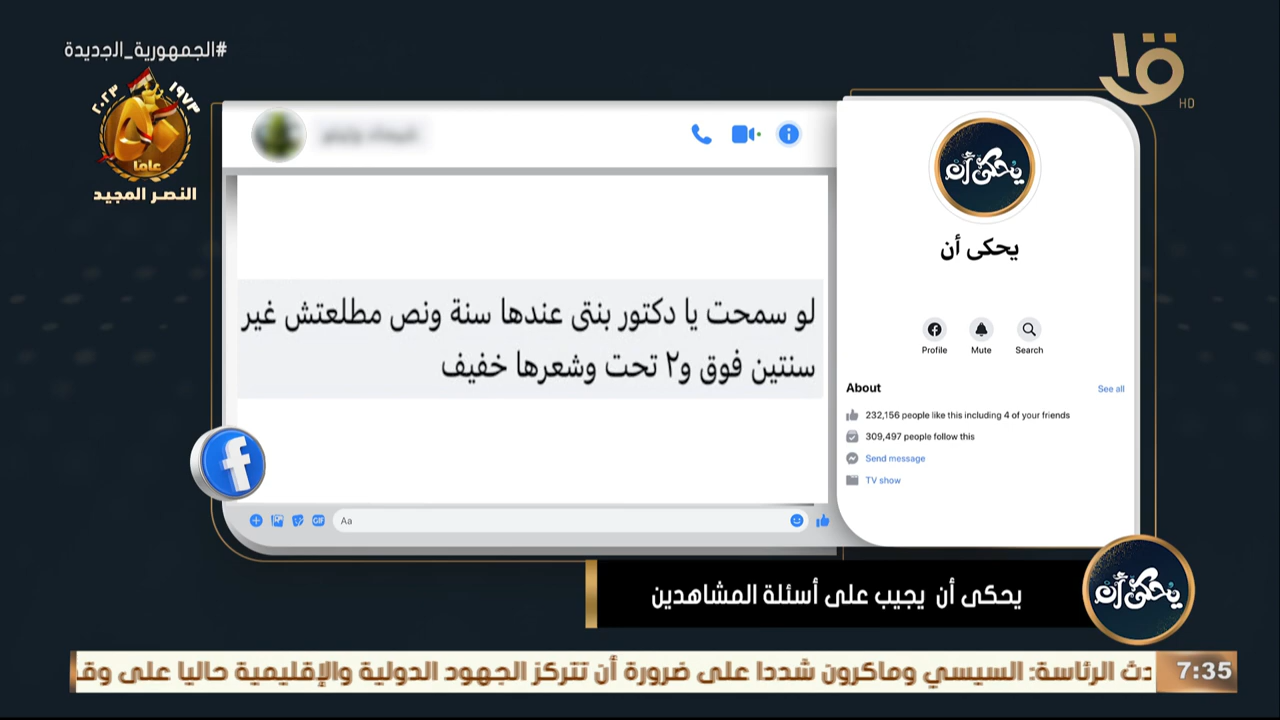 #الجمهورية_الجديدة
١٩٧٣
٢٠٢٣
٥٠
عامًا
النصر المجيد
HD
لو سمحت يا دكتور بنتى عندها سنة ونص مطلعتش غير
سنتين فوق و٢ تحت وشعرها خفيف
Aa
يحكى أن
يحكى أن
Profile
Mute
Search
About
See all
232,156 people like this including 4 of your friends
309,497 people follow this
Send message
TV show
يحكى أن يجيب على أسئلة المشاهدين
يحكى أن
7:35
دث الرئاسة: السيسي وماكرون شددا على ضرورة أن تتركز الجهود الدولية والإقليمية حاليا على وق